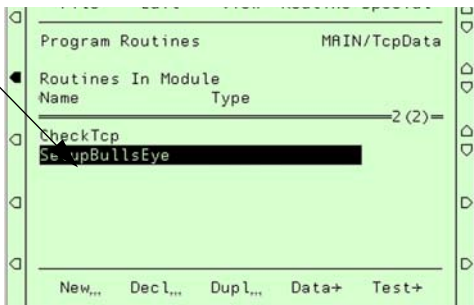 Program Routines MAIN/TcpData
Routines In Module
Name Type
2(2)
CheckTcp
SetupBullsEye
New,,, Decl,,, Dupl,,, Data→ Test→